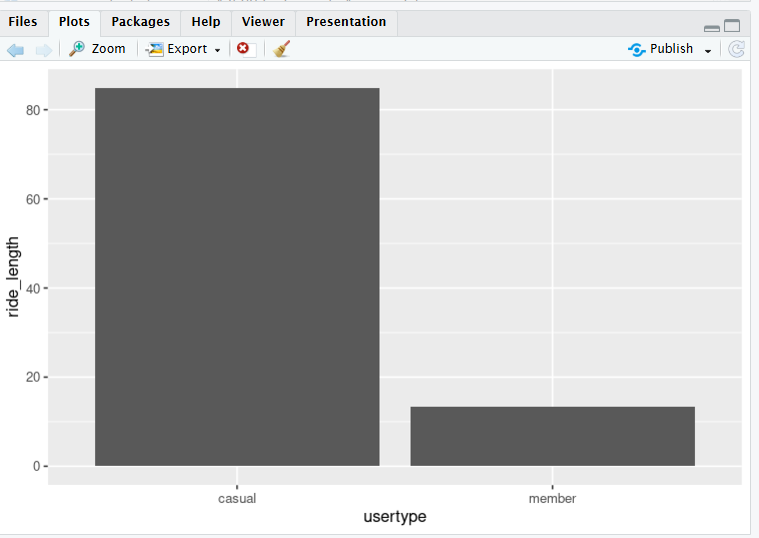 Files Plots Packages Help Viewer Presentation
Zoom Export Publish
80
60
40
20
0
ride_length
casual member
usertype